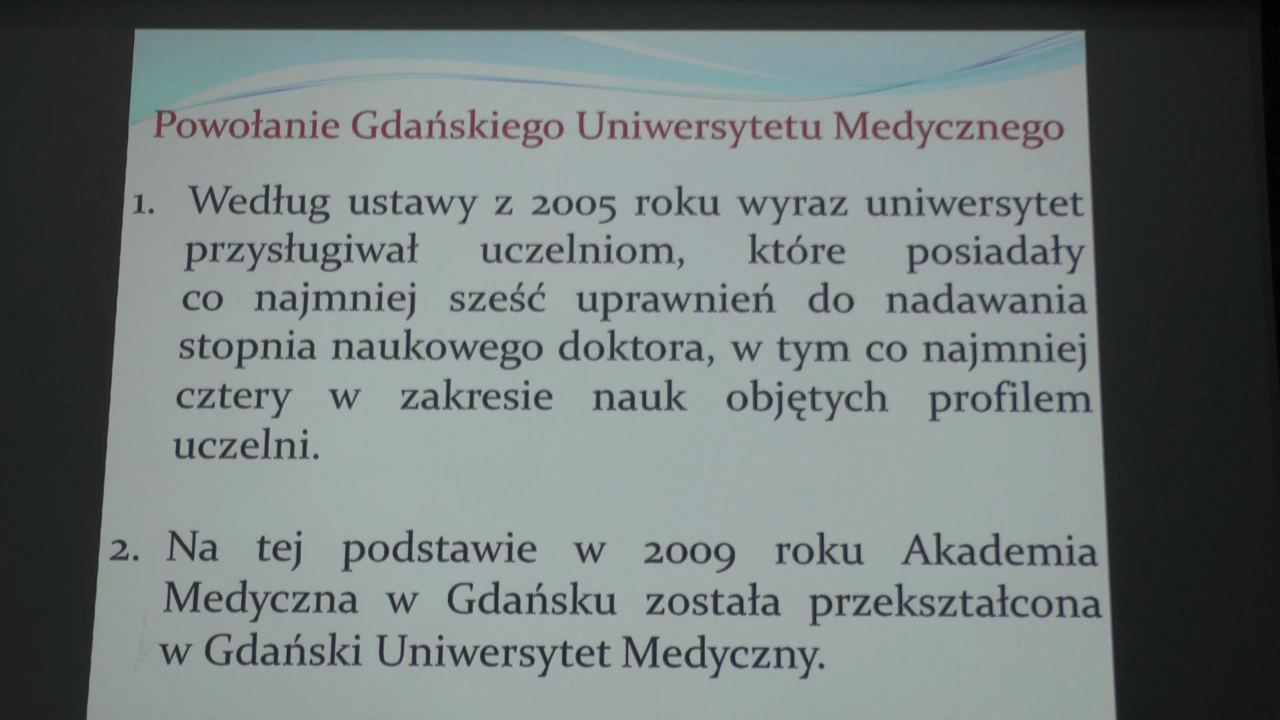 Powołanie Gdańskiego Uniwersytetu Medycznego
1. Według ustawy z 2005 roku wyraz uniwersytet
przysługiwał uczelniom, które posiadały
co najmniej sześć uprawnień do nadawania
stopnia naukowego doktora, w tym co najmniej
cztery w zakresie nauk objętych profilem
uczelni.
2. Na tej podstawie w 2009 roku Akademia
Medyczna w Gdańsku została przekształcona
w Gdański Uniwersytet Medyczny.